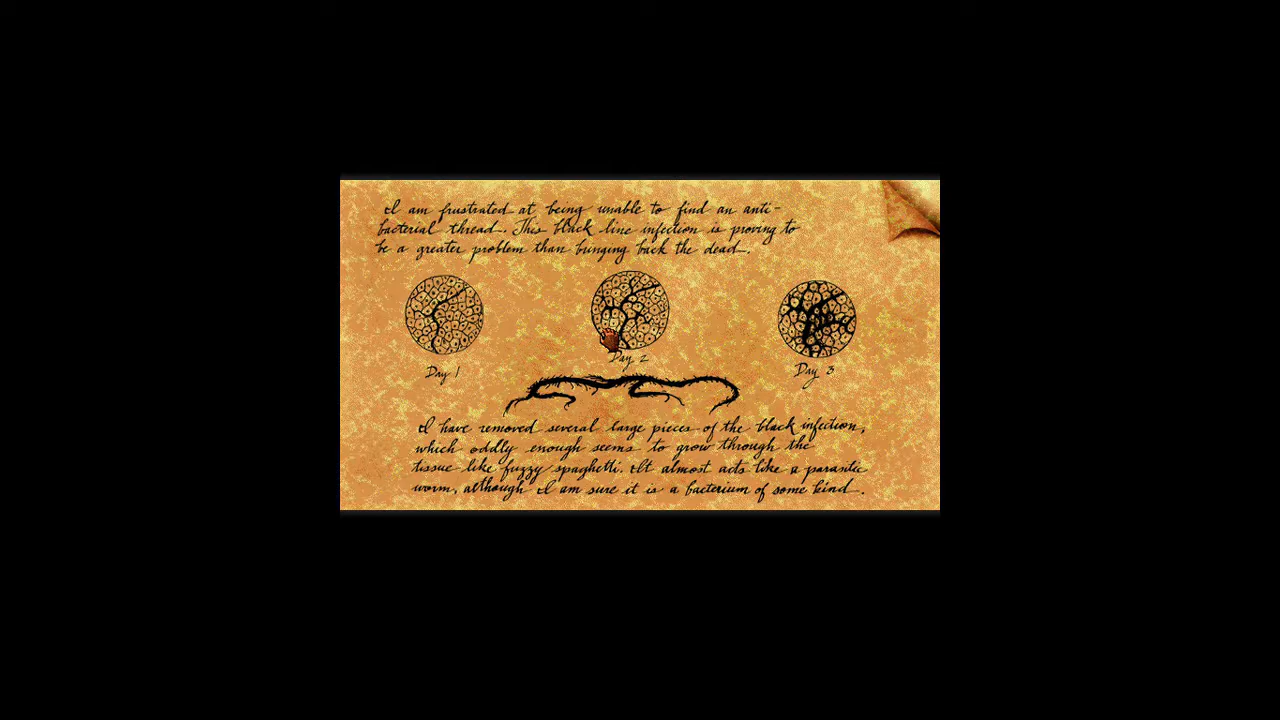 I am frustrated at being unable to find an anti-
bacterial thread. This black line infection is proving to
be a greater problem than bringing back the dead.
Day 1
Day 2
Day 3
I have removed several large pieces of the black infection,
which oddly enough seems to grow through the
tissue like fuzzy spaghetti. It almost acts like a parasitic
worm, although I am sure it is a bacterium of some kind.